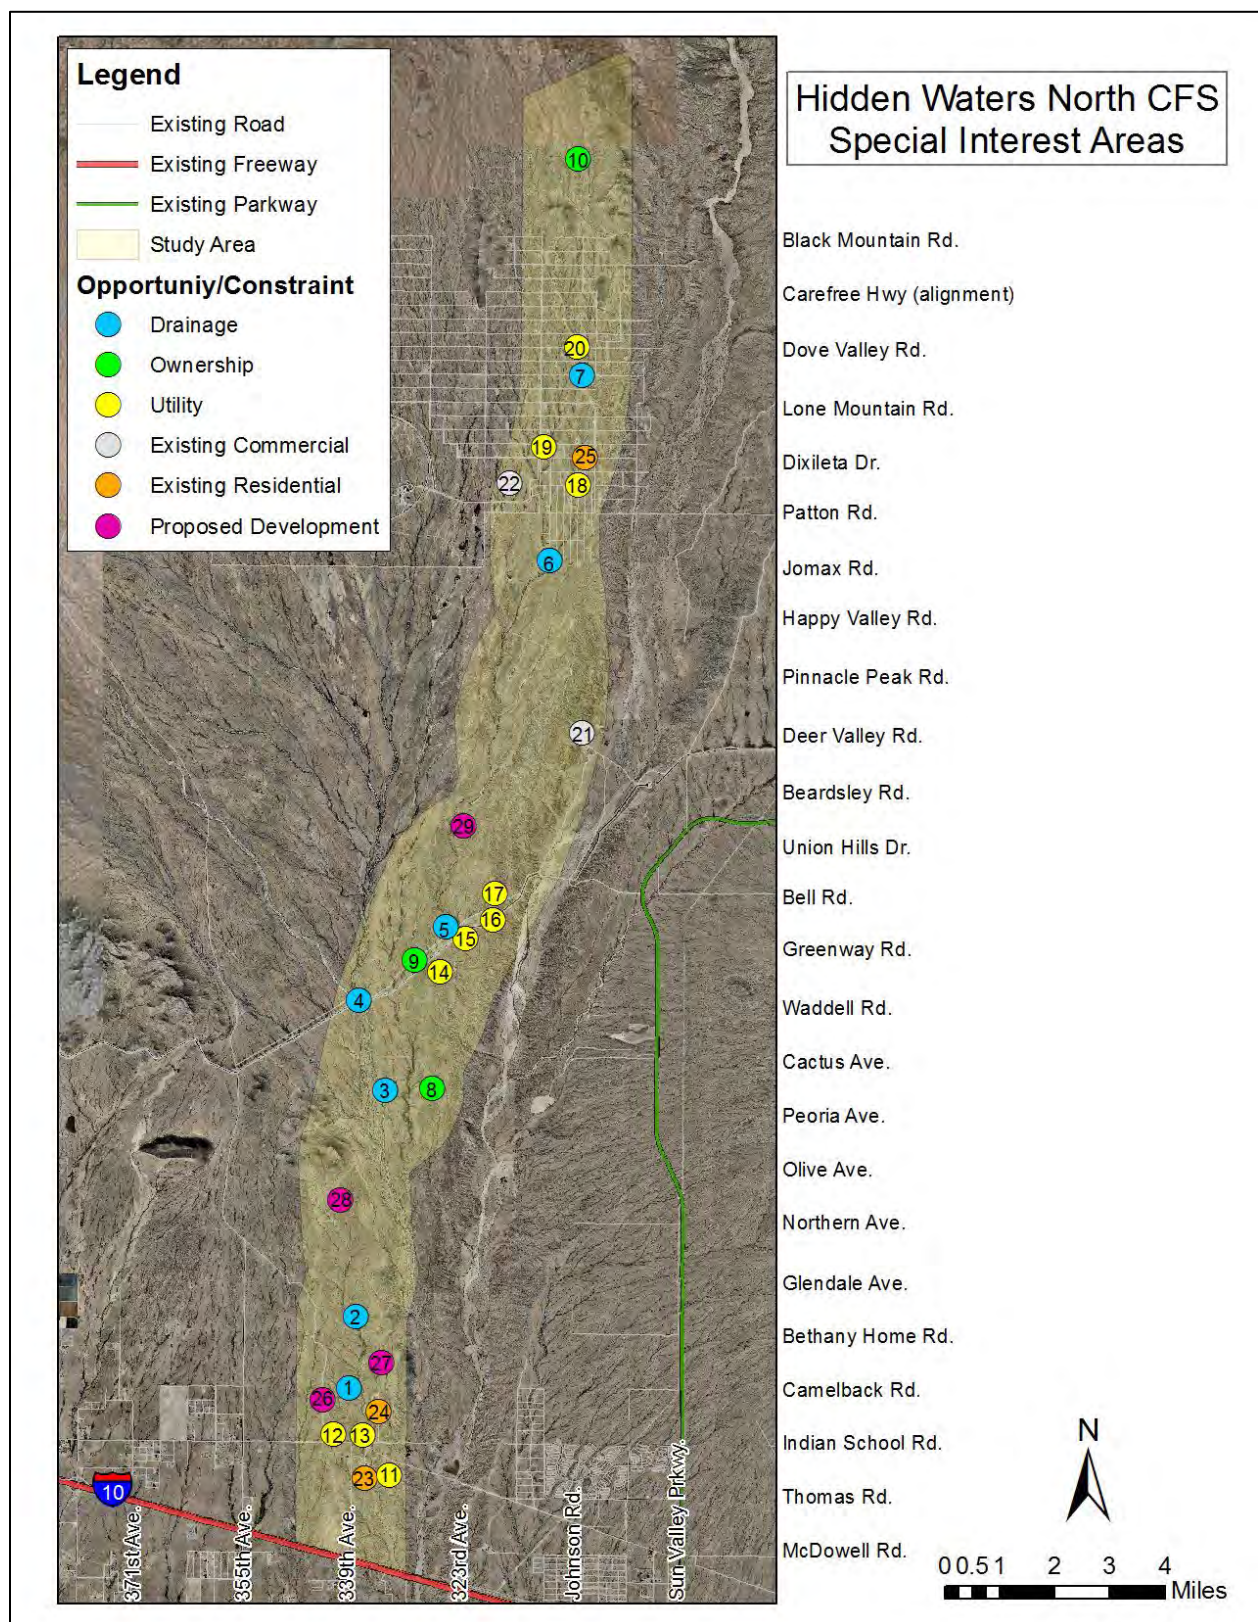 Hidden Waters North CFS
Special Interest Areas
Legend
Existing Road
Existing Freeway
Existing Parkway
Study Area
Opportuniy/Constraint
Drainage
Ownership
Utility
Existing Commercial
Existing Residential
Proposed Development
10
20
7
19
25
22
18
6
21
29
17
16
5
15
9
14
4
3
8
28
2
27
1
26
24
12
13
23
11
10
Black Mountain Rd.
Carefree Hwy (alignment)
Dove Valley Rd.
Lone Mountain Rd.
Dixileta Dr.
Patton Rd.
Jomax Rd.
Happy Valley Rd.
Pinnacle Peak Rd.
Deer Valley Rd.
Beardsley Rd.
Union Hills Dr.
Bell Rd.
Greenway Rd.
Waddell Rd.
Cactus Ave.
Peoria Ave.
Olive Ave.
Northern Ave.
Glendale Ave.
Bethany Home Rd.
Camelback Rd.
Indian School Rd.
Thomas Rd.
McDowell Rd.
371st Ave.
355th Ave.
339th Ave.
323rd Ave.
Johnson Rd.
Sun Valley Prkwy.
N
0 0.5 1 2 3 4
Miles